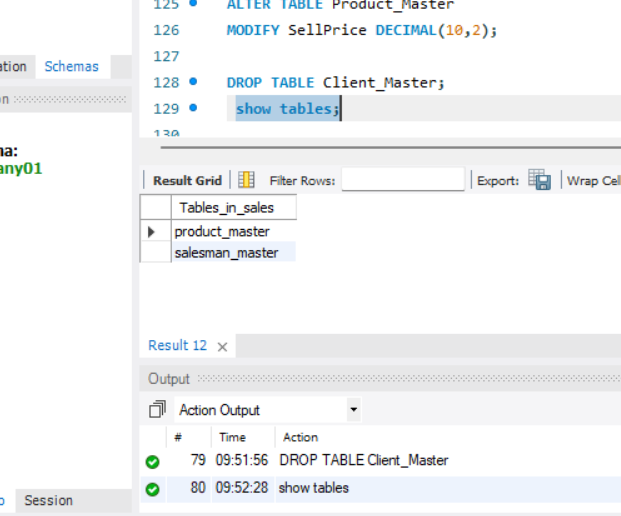 125 ALTER TABLE Product_Master
126 MODIFY SellPrice DECIMAL(10,2);
127
128 DROP TABLE Client_Master;
129 show tables;
130
ation Schemas
any01
Result Grid Filter Rows: Export: Wrap Cel
Tables_in_sales
product_master
salesman_master
Result 12
Output
Action Output
# Time Action
79 09:51:56 DROP TABLE Client_Master
80 09:52:28 show tables
Session